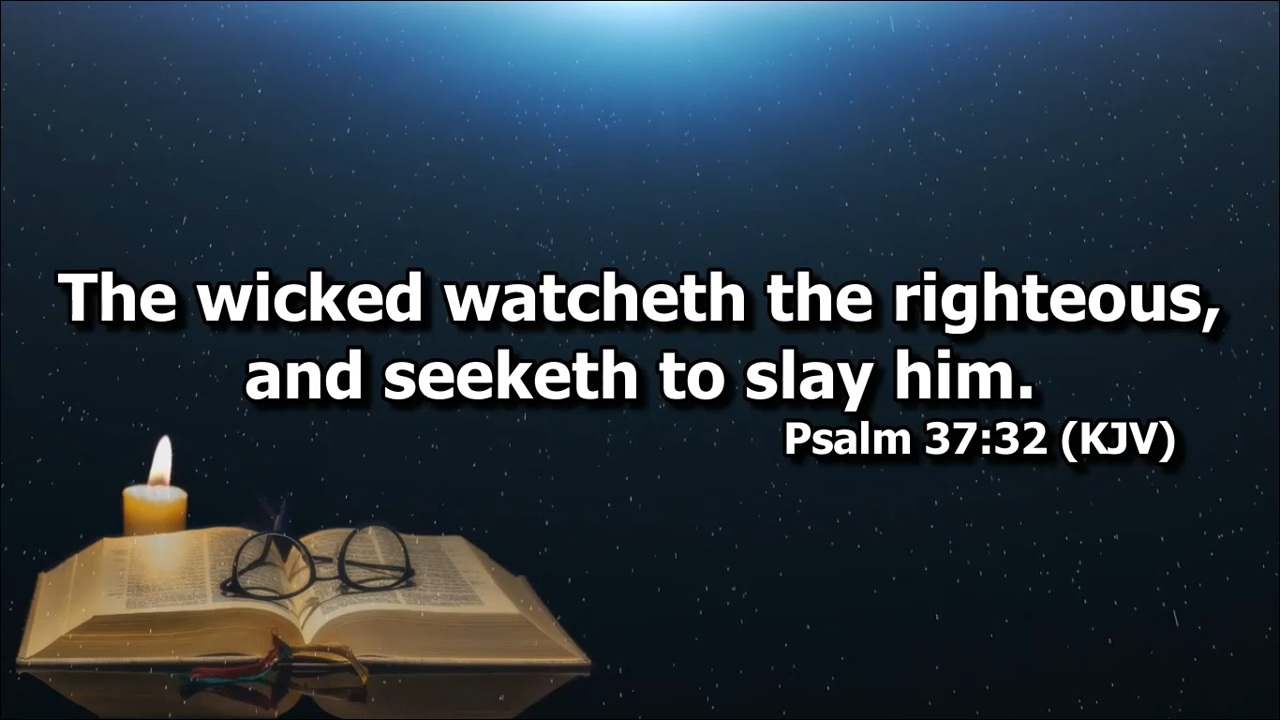 The wicked watcheth the righteous,
and seeketh to slay him.
Psalm 37:32 (KJV)